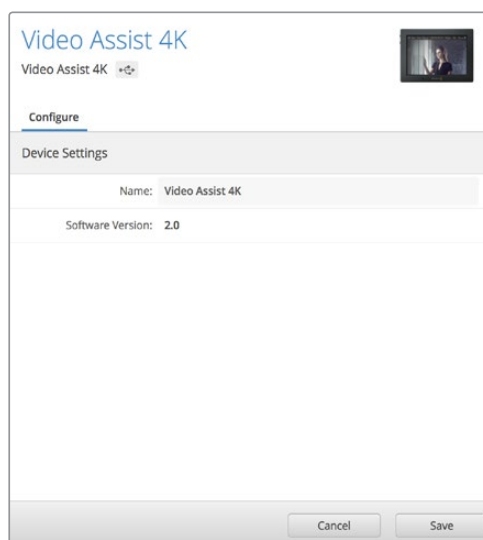 Video Assist 4K
Video Assist 4K
Configure
Device Settings
Name: Video Assist 4K
Software Version: 2.0
Cancel Save